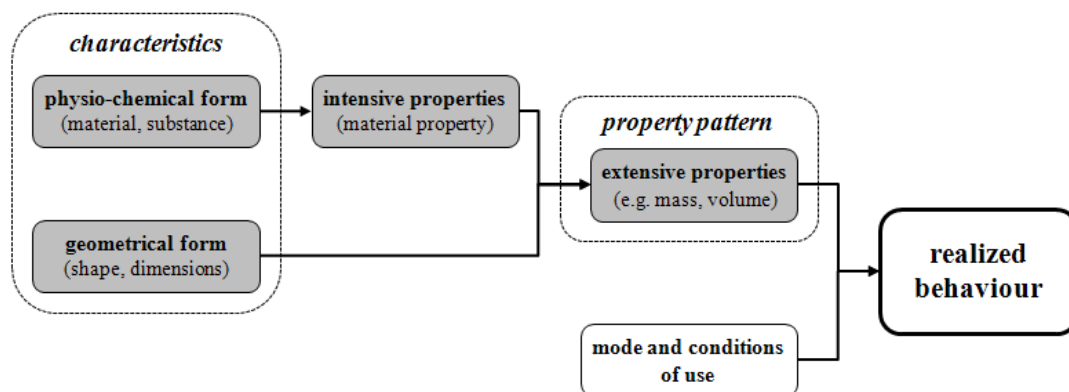 characteristics
physio-chemical form
(material, substance)
intensive properties
(material property)
property pattern
extensive properties
(e.g. mass, volume)
geometrical form
(shape, dimensions)
realized
behaviour
mode and conditions
of use